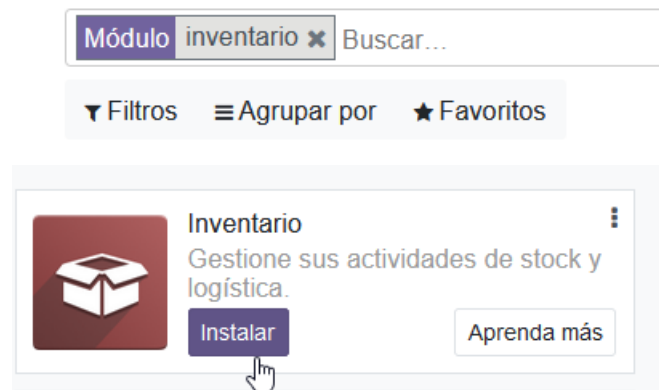 Módulo inventario Buscar...
Filtros Agrupar por Favoritos
Inventario
Gestione sus actividades de stock y
logística.
Instalar Aprenda más